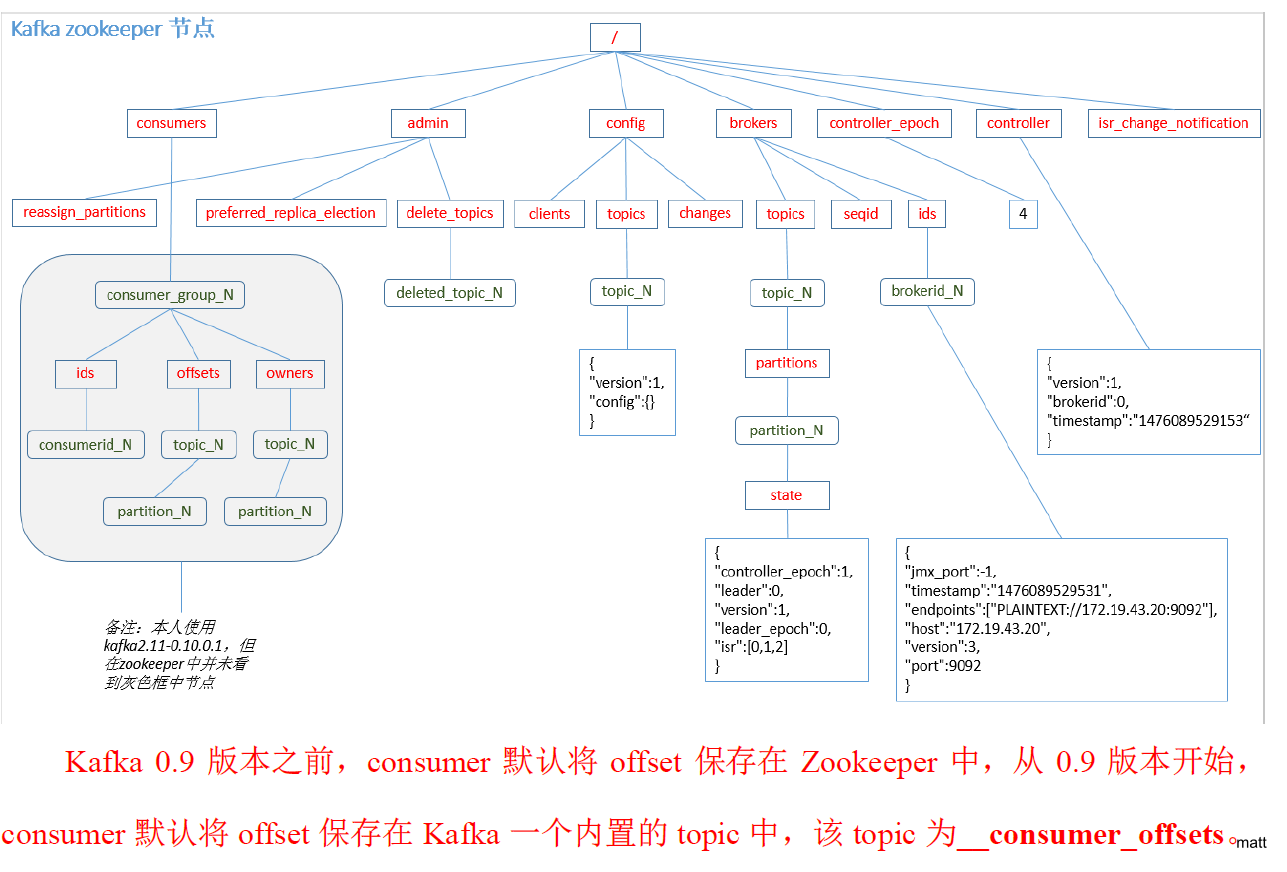 Kafka zookeeper 节点
/
consumers
admin
config
brokers
controller_epoch
controller
isr_change_notification
reassign_partitions
preferred_replica_election
delete_topics
clients
topics
changes
topics
seqid
ids
4
consumer_group_N
deleted_topic_N
topic_N
topic_N
brokerid_N
ids
offsets
owners
consumerid_N
topic_N
topic_N
partition_N
partition_N
{
"version":1,
"config":{}
}
partitions
partition_N
state
{
"version":1,
"brokerid":0,
"timestamp":"1476089529153“
}
{
"controller_epoch":1,
"leader":0,
"version":1,
"leader_epoch":0,
"isr":[0,1,2]
}
{
"jmx_port":-1,
"timestamp":"1476089529531",
"endpoints":["PLAINTEXT://172.19.43.20:9092"],
"host":"172.19.43.20",
"version":3,
"port":9092
}
备注：本人使用
kafka2.11-0.10.0.1，但
在zookeeper中并未看
到灰色框中节点
Kafka 0.9 版本之前，consumer 默认将 offset 保存在 Zookeeper 中，从 0.9 版本开始，
consumer 默认将 offset 保存在 Kafka 一个内置的 topic 中，该 topic 为__consumer_offsets。
matt